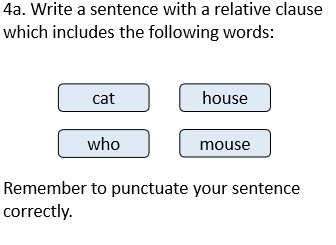 4a. Write a sentence with a relative clause
which includes the following words:
cat house
who mouse
Remember to punctuate your sentence
correctly.